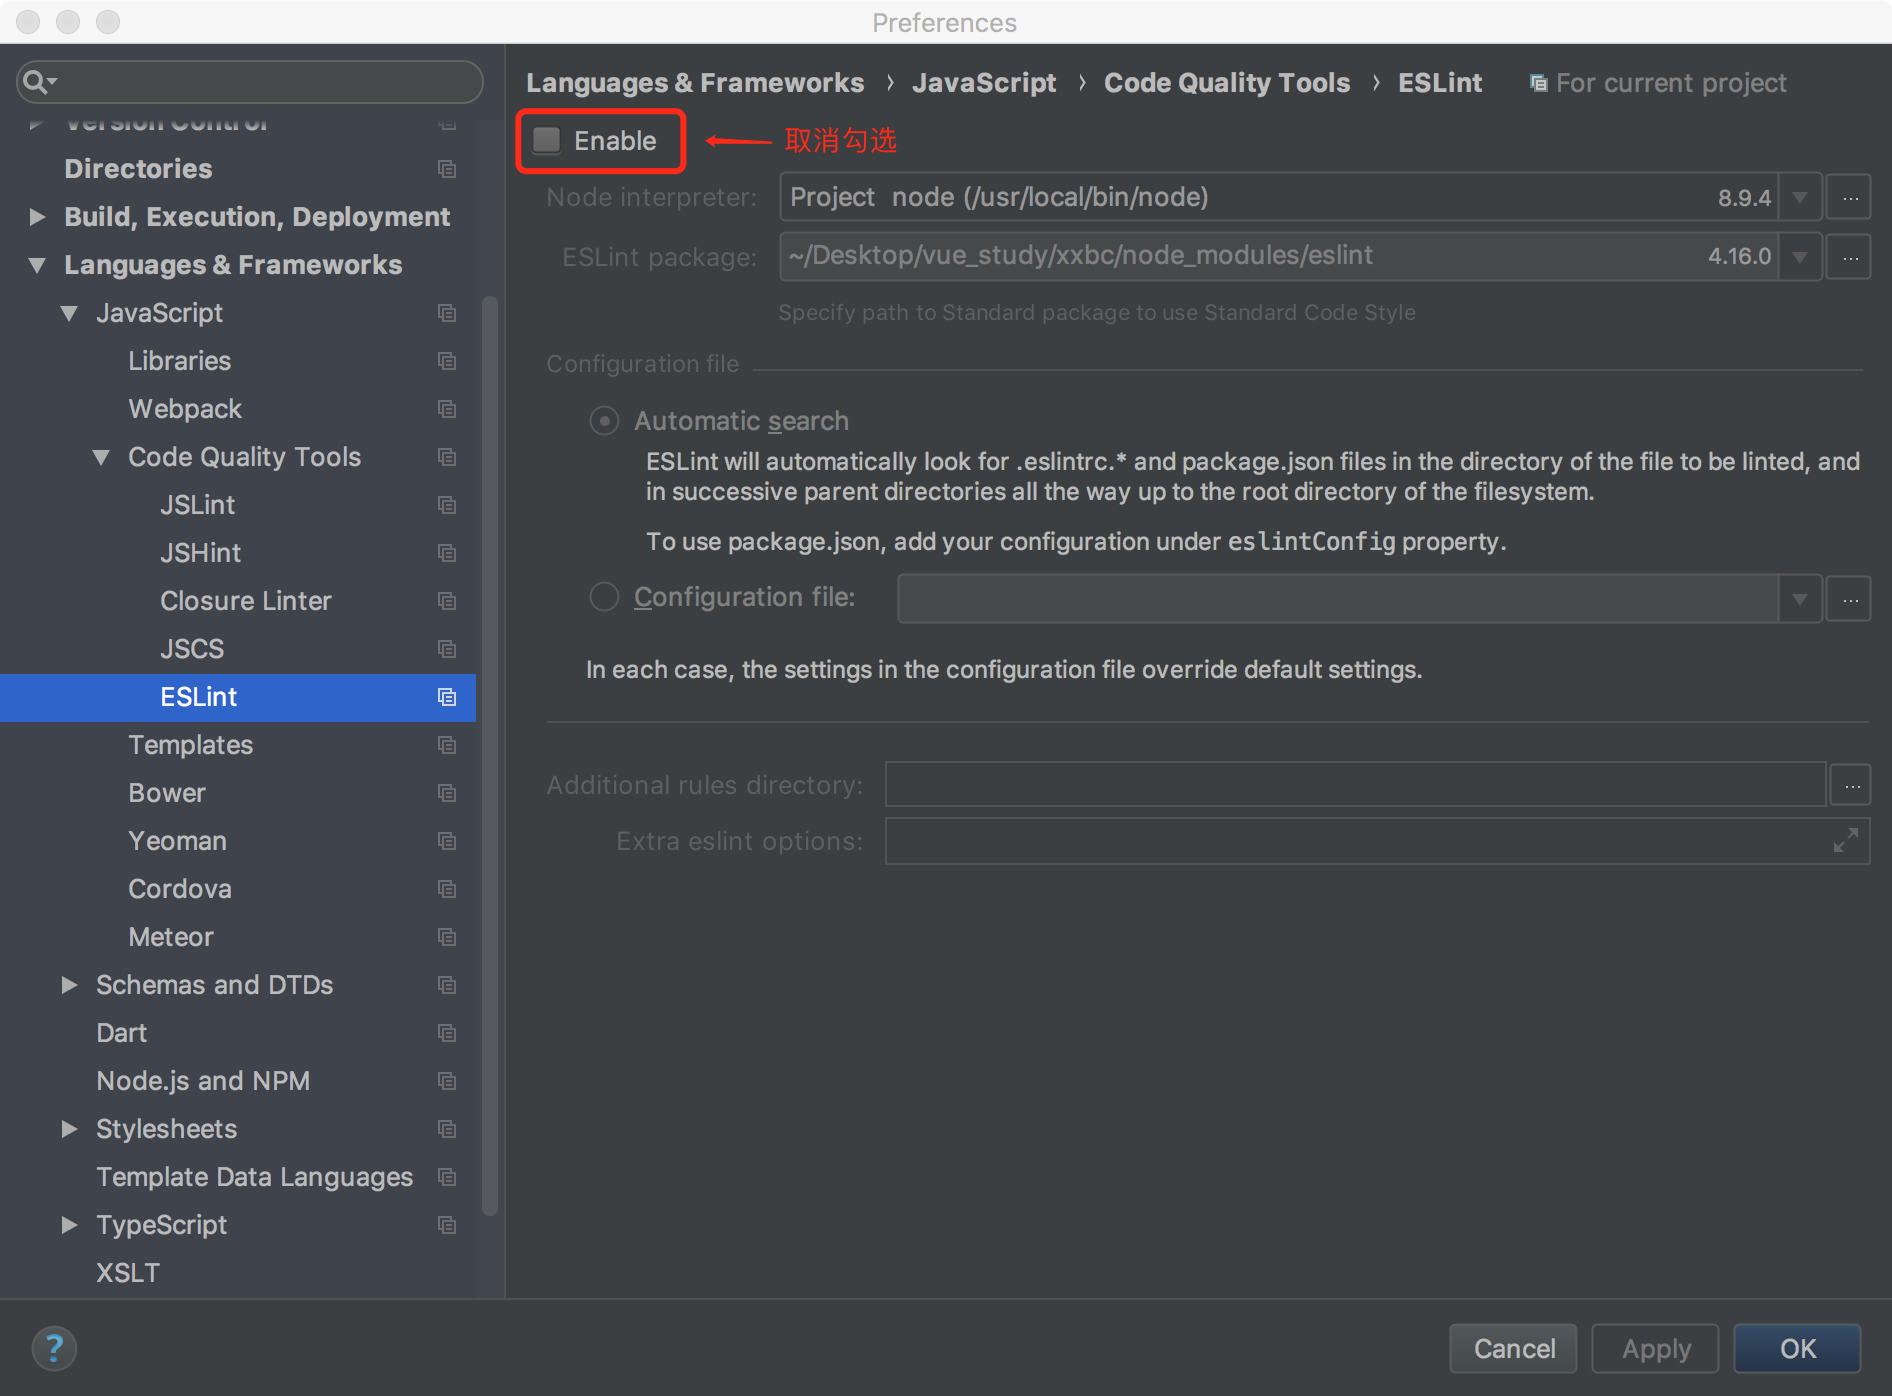 Preferences
Version Control
Directories
Build, Execution, Deployment
Languages & Frameworks
JavaScript
Libraries
Webpack
Code Quality Tools
JSLint
JSHint
Closure Linter
JSCS
ESLint
Templates
Bower
Yeoman
Cordova
Meteor
Schemas and DTDs
Dart
Node.js and NPM
Stylesheets
Template Data Languages
TypeScript
XSLT
Languages & Frameworks › JavaScript › Code Quality Tools › ESLint For current project
Enable 取消勾选
Node interpreter: Project node (/usr/local/bin/node) 8.9.4 ...
ESLint package: ~/Desktop/vue_study/xxbc/node_modules/eslint 4.16.0 ...
Specify path to Standard package to use Standard Code Style
Configuration file
Automatic search
ESLint will automatically look for .eslintrc.* and package.json files in the directory of the file to be linted, and
in successive parent directories all the way up to the root directory of the filesystem.
To use package.json, add your configuration under eslintConfig property.
Configuration file: ...
In each case, the settings in the configuration file override default settings.
Additional rules directory: ...
Extra eslint options:
? Cancel Apply OK